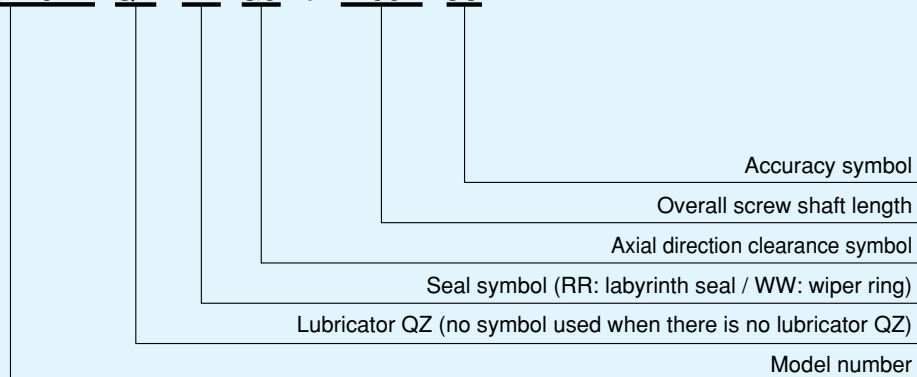 Accuracy symbol
Overall screw shaft length
Axial direction clearance symbol
Seal symbol (RR: labyrinth seal / WW: wiper ring)
Lubricator QZ (no symbol used when there is no lubricator QZ)
Model number